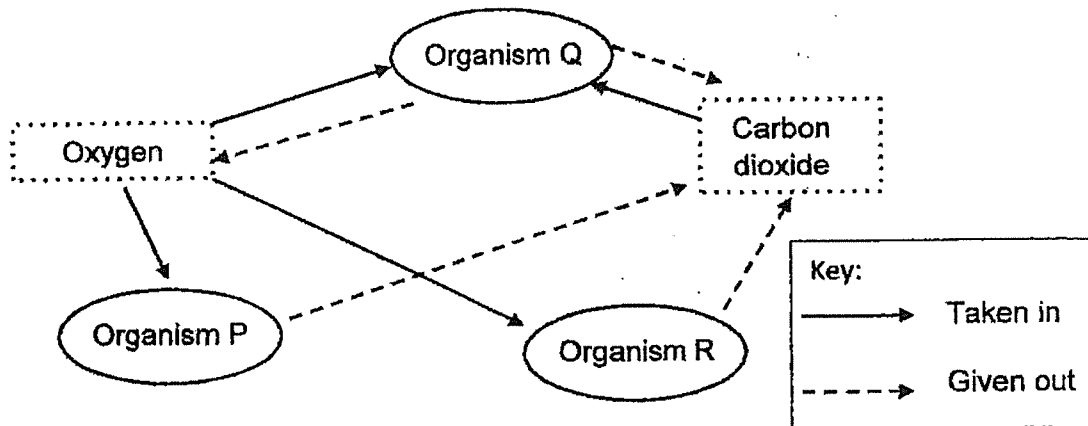 Organism Q
Oxygen
Carbon
dioxide
Organism P
Organism R
Key:
Taken in
Given out